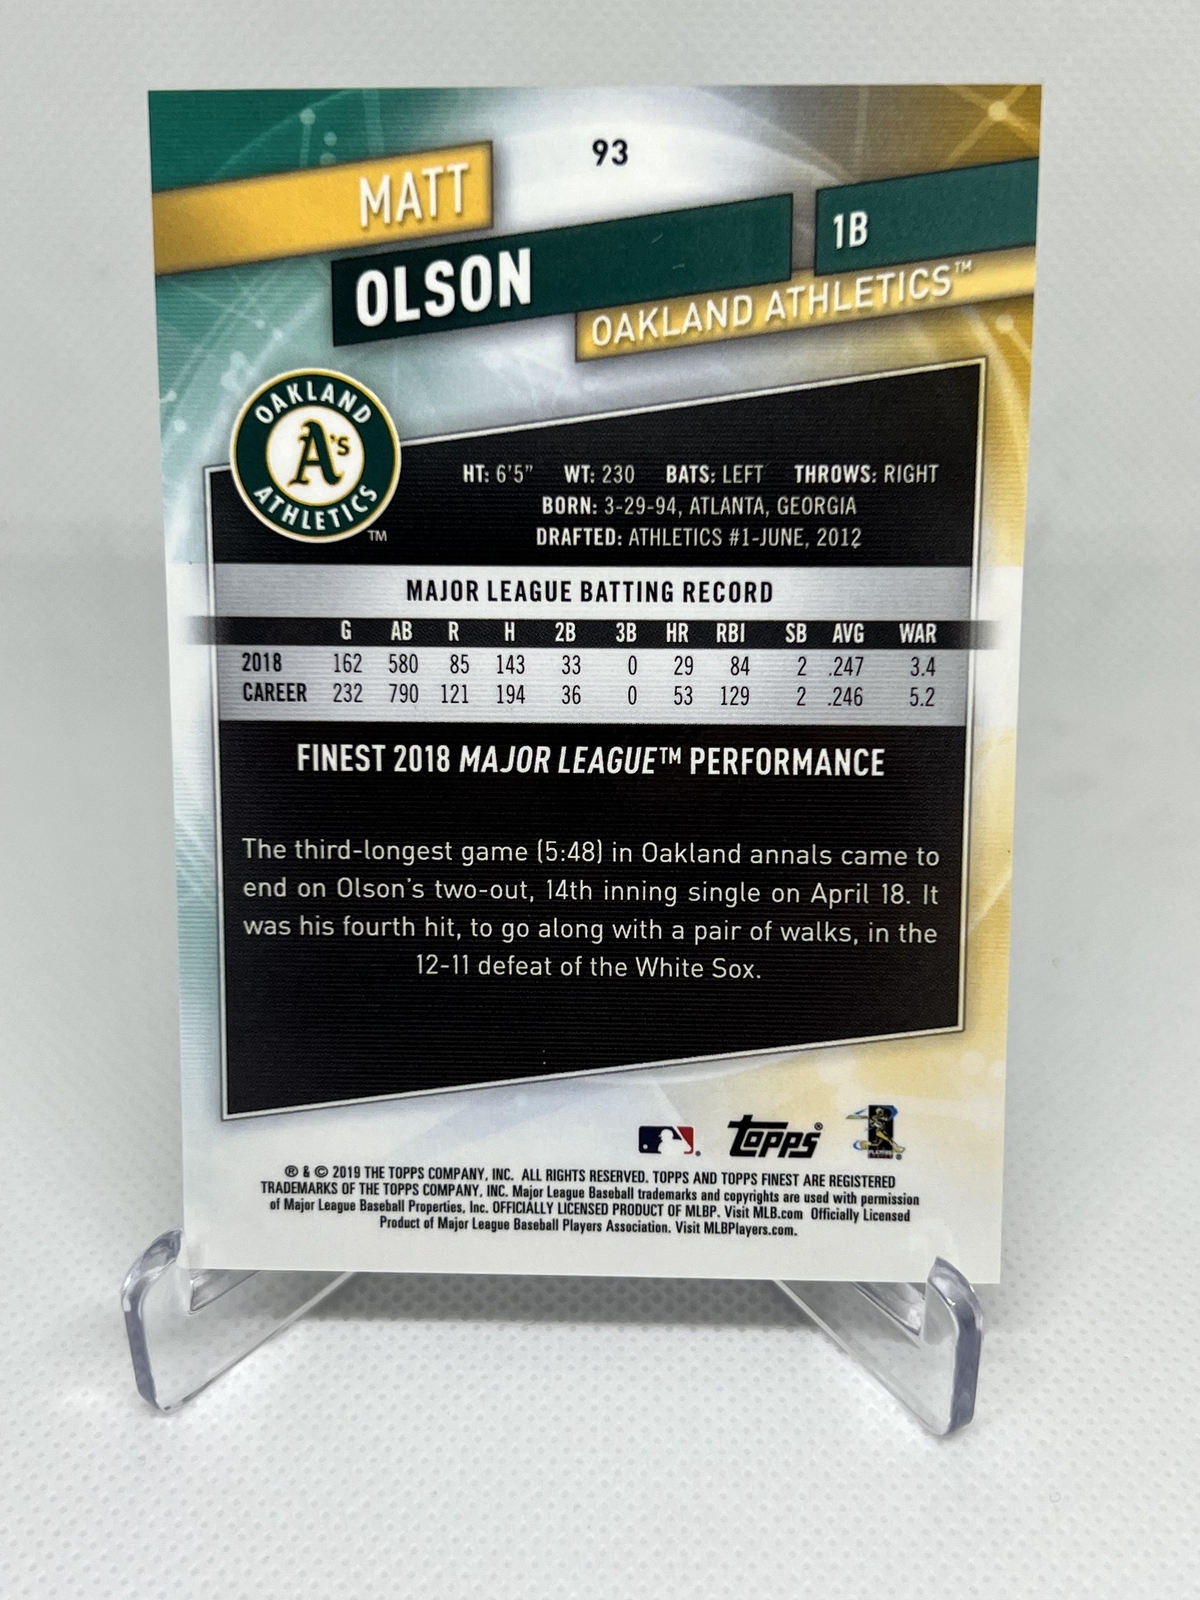 93
MATT
OLSON
1B
OAKLAND ATHLETICS™
OAKLAND
A's
ATHLETICS
TM
HT: 6'5" WT: 230 BATS: LEFT THROWS: RIGHT
BORN: 3-29-94, ATLANTA, GEORGIA
DRAFTED: ATHLETICS #1-JUNE, 2012
MAJOR LEAGUE BATTING RECORD
G AB R H 2B 3B HR RBI SB AVG WAR
2018 162 580 85 143 33 0 29 84 2 .247 3.4
CAREER 232 790 121 194 36 0 53 129 2 .246 5.2
FINEST 2018 MAJOR LEAGUE™ PERFORMANCE
The third-longest game (5:48) in Oakland annals came to
end on Olson's two-out, 14th inning single on April 18. It
was his fourth hit, to go along with a pair of walks, in the
12-11 defeat of the White Sox.
topps®
® & © 2019 THE TOPPS COMPANY, INC. ALL RIGHTS RESERVED. TOPPS AND TOPPS FINEST ARE REGISTERED
TRADEMARKS OF THE TOPPS COMPANY, INC. Major League Baseball trademarks and copyrights are used with permission
of Major League Baseball Properties, Inc. OFFICIALLY LICENSED PRODUCT OF MLBP. Visit MLB.com Officially Licensed
Product of Major League Baseball Players Association. Visit MLBPlayers.com.